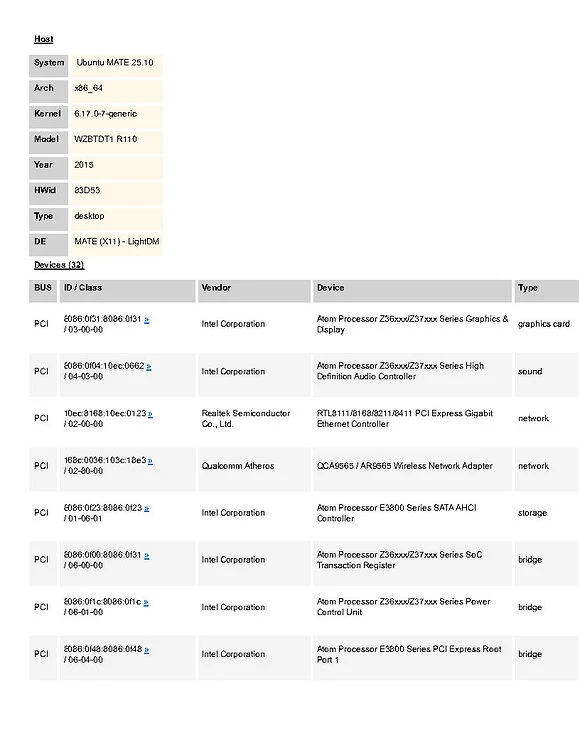 Host
System Ubuntu MATE 25.10
Arch x86_64
Kernel 6.17.0-7-generic
Model WZBTDT1 R110
Year 2015
HWid 83D53
Type desktop
DE MATE (X11) - LightDM
Devices (32)
BUS ID / Class Vendor Device Type
PCI 8086:0f31:8086:0f31 » / 03-00-00 Intel Corporation Atom Processor Z36xxx/Z37xxx Series Graphics & Display graphics card
PCI 8086:0f04:10ec:0662 » / 04-03-00 Intel Corporation Atom Processor Z36xxx/Z37xxx Series High Definition Audio Controller sound
PCI 10ec:8168:10ec:0123 » / 02-00-00 Realtek Semiconductor Co., Ltd. RTL8111/8168/8211/8411 PCI Express Gigabit Ethernet Controller network
PCI 168c:0036:103c:18e3 » / 02-80-00 Qualcomm Atheros QCA9565 / AR9565 Wireless Network Adapter network
PCI 8086:0f23:8086:0f23 » / 01-06-01 Intel Corporation Atom Processor E3800 Series SATA AHCI Controller storage
PCI 8086:0f00:8086:0f31 » / 06-00-00 Intel Corporation Atom Processor Z36xxx/Z37xxx Series SoC Transaction Register bridge
PCI 8086:0f1c:8086:0f1c » / 06-01-00 Intel Corporation Atom Processor Z36xxx/Z37xxx Series Power Control Unit bridge
PCI 8086:0f48:8086:0f48 » / 06-04-00 Intel Corporation Atom Processor E3800 Series PCI Express Root Port 1 bridge